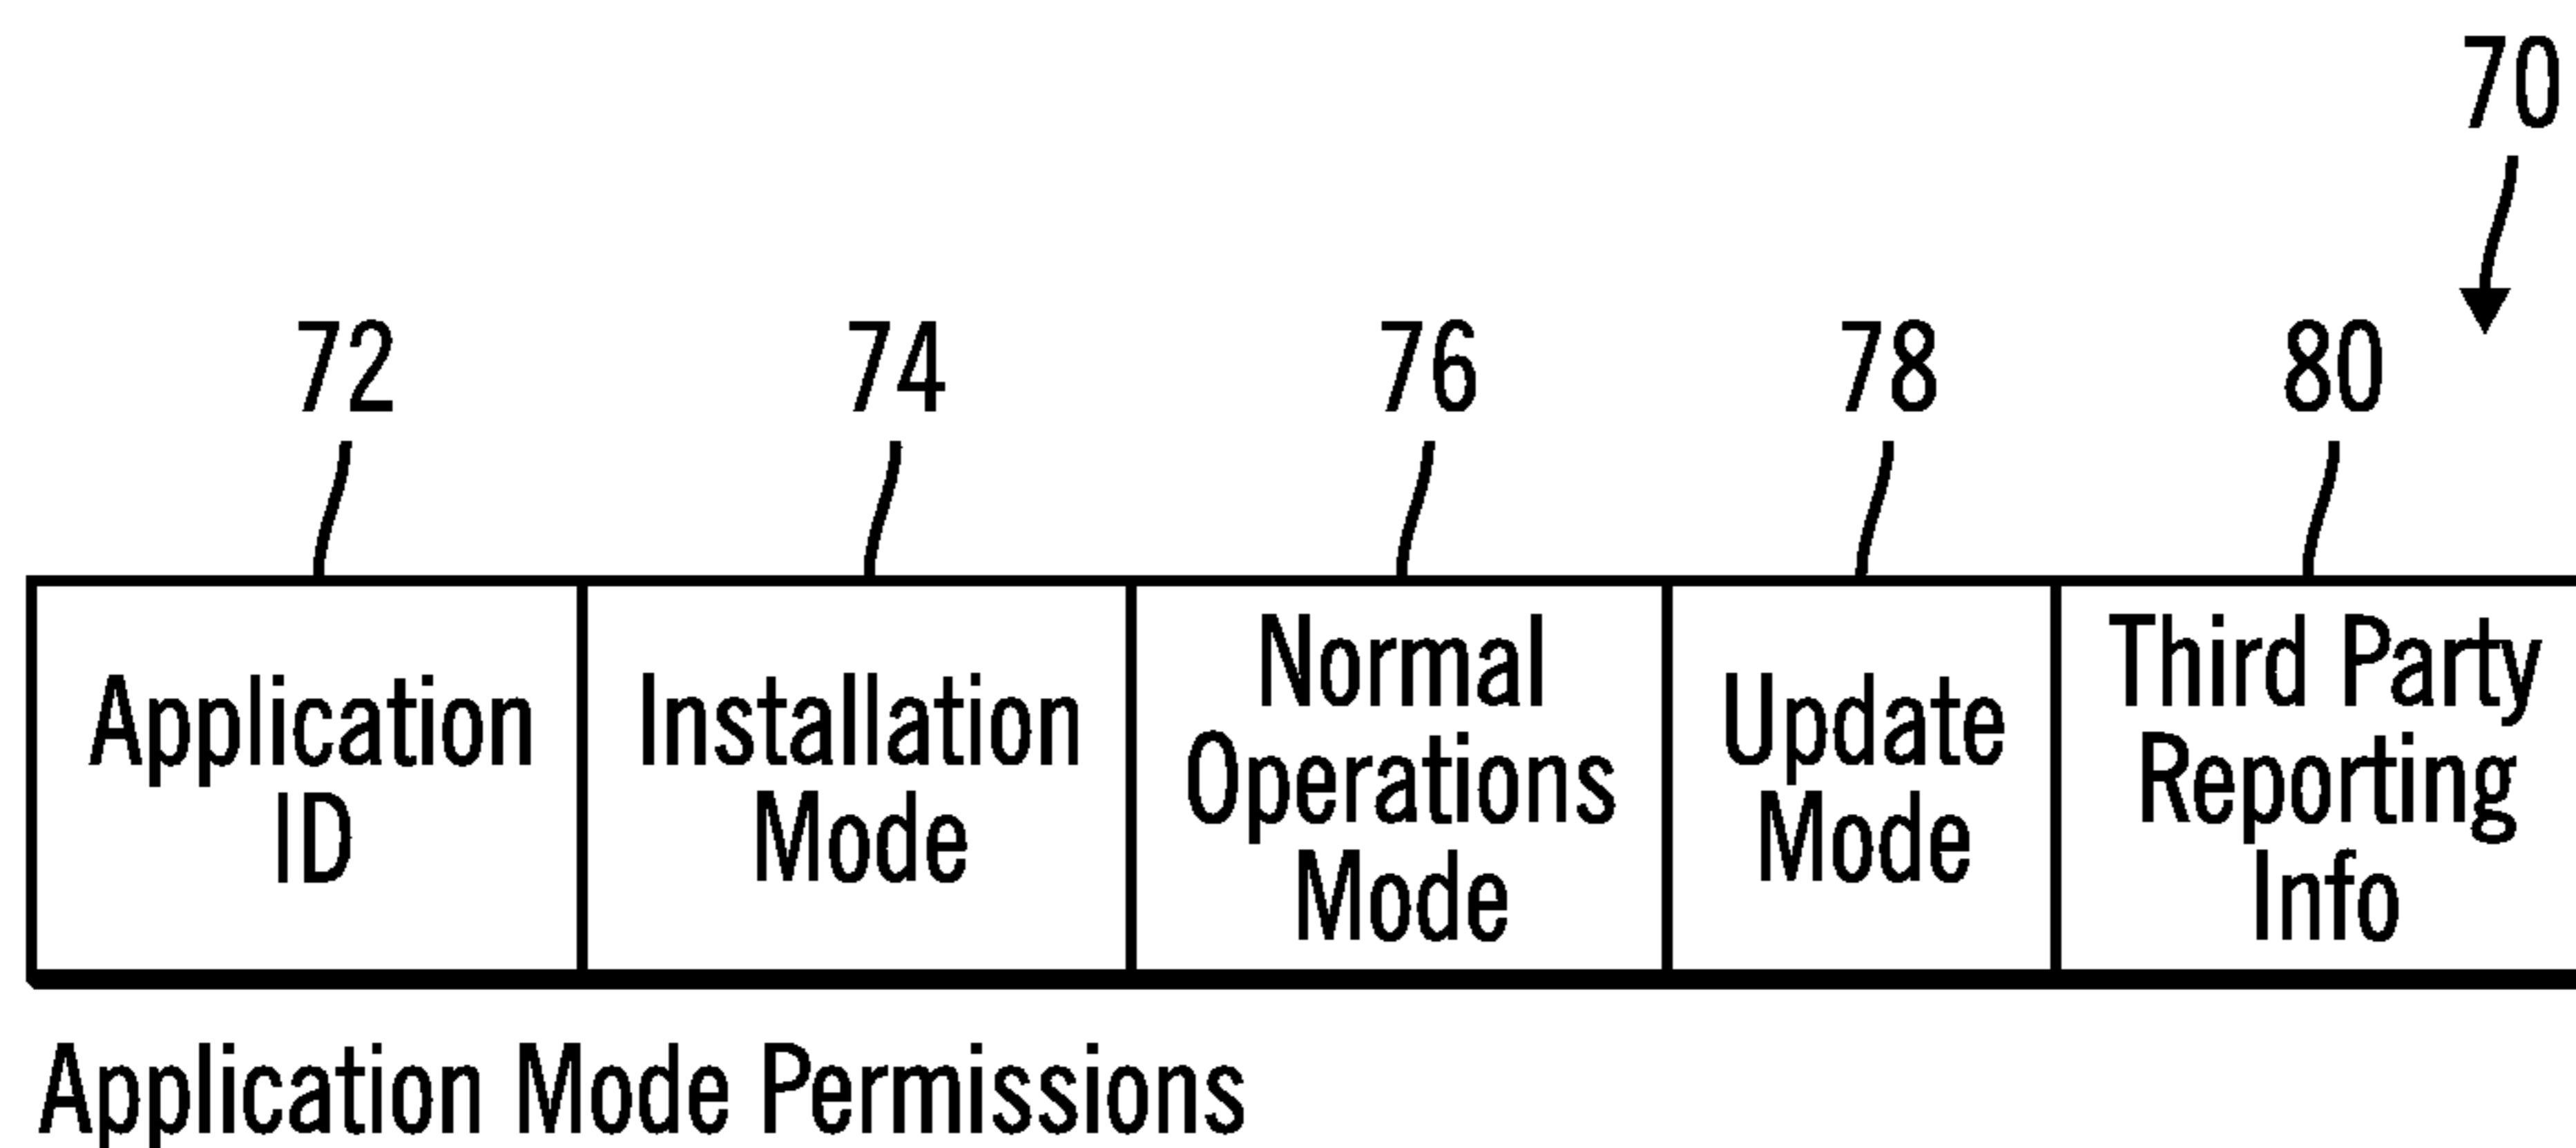 70
72 74 76 78 80
Application
ID
Installation
Mode
Normal
Operations
Mode
Update
Mode
Third Party
Reporting
Info
Application Mode Permissions